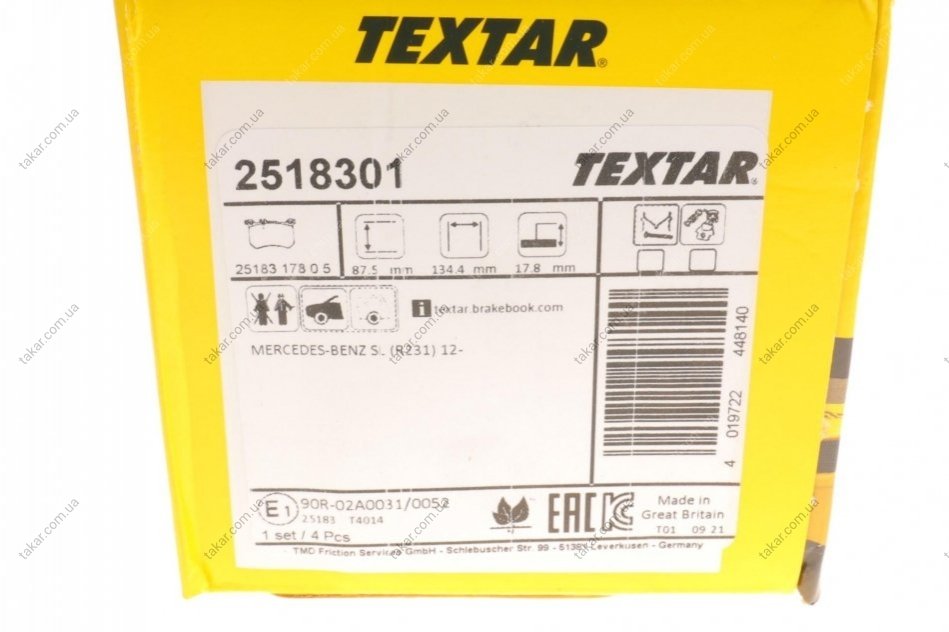 TEXTAR®
2518301
TEXTAR®
25183 178 0 5
87.5 mm
134.4 mm
17.8 mm
i textar.brakebook.com
MERCEDES-BENZ SL (R231) 12-
4 019722 448140
E1
90R-02A0031/0052
25183 T4014
1 set / 4 Pcs
EAC
Made in
Great Britain
T01 09 21
TMD Friction Services GmbH - Schlebuscher Str. 99 - 51381 Leverkusen - Germany
takar.com.ua